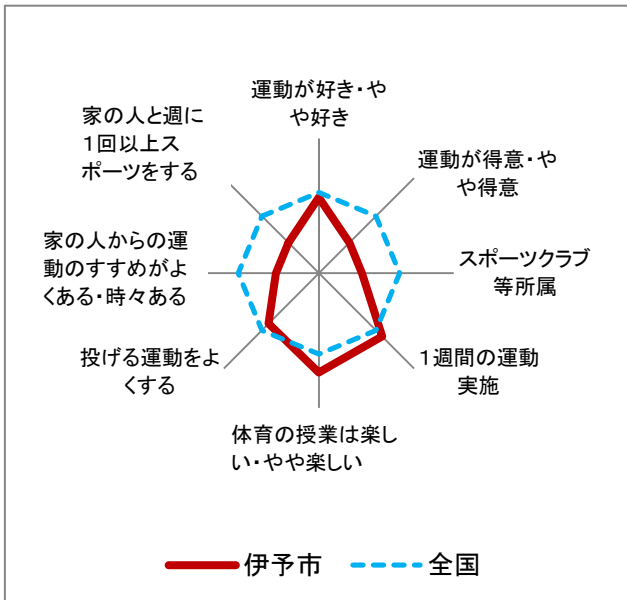 運動が好き・や
や好き
運動が得意・や
や得意
スポーツクラブ
等所属
1週間の運動
実施
体育の授業は楽し
い・やや楽しい
投げる運動をよ
くする
家の人からの運
動のすすめがよ
くある・時々ある
家の人と週に
1回以上ス
ポーツをする
伊予市
全国